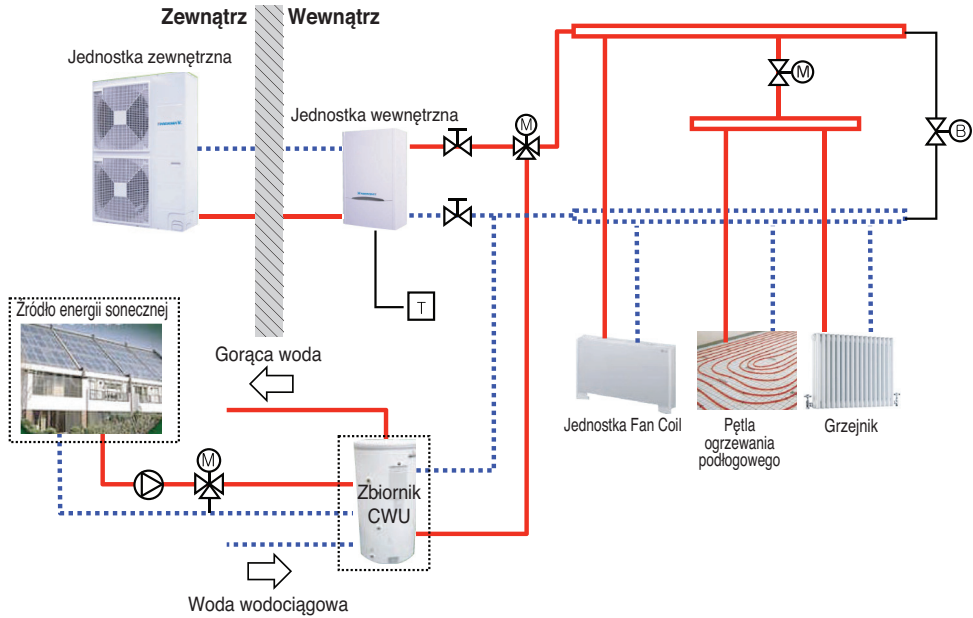 Zewnątrz
Wewnątrz
Jednostka zewnętrzna
Jednostka wewnętrzna
M
M
B
T
Źródło energii sonecznej
Gorąca woda
M
Zbiornik
CWU
Woda wodociągowa
Jednostka Fan Coil
Pętla
ogrzewania
podłogowego
Grzejnik